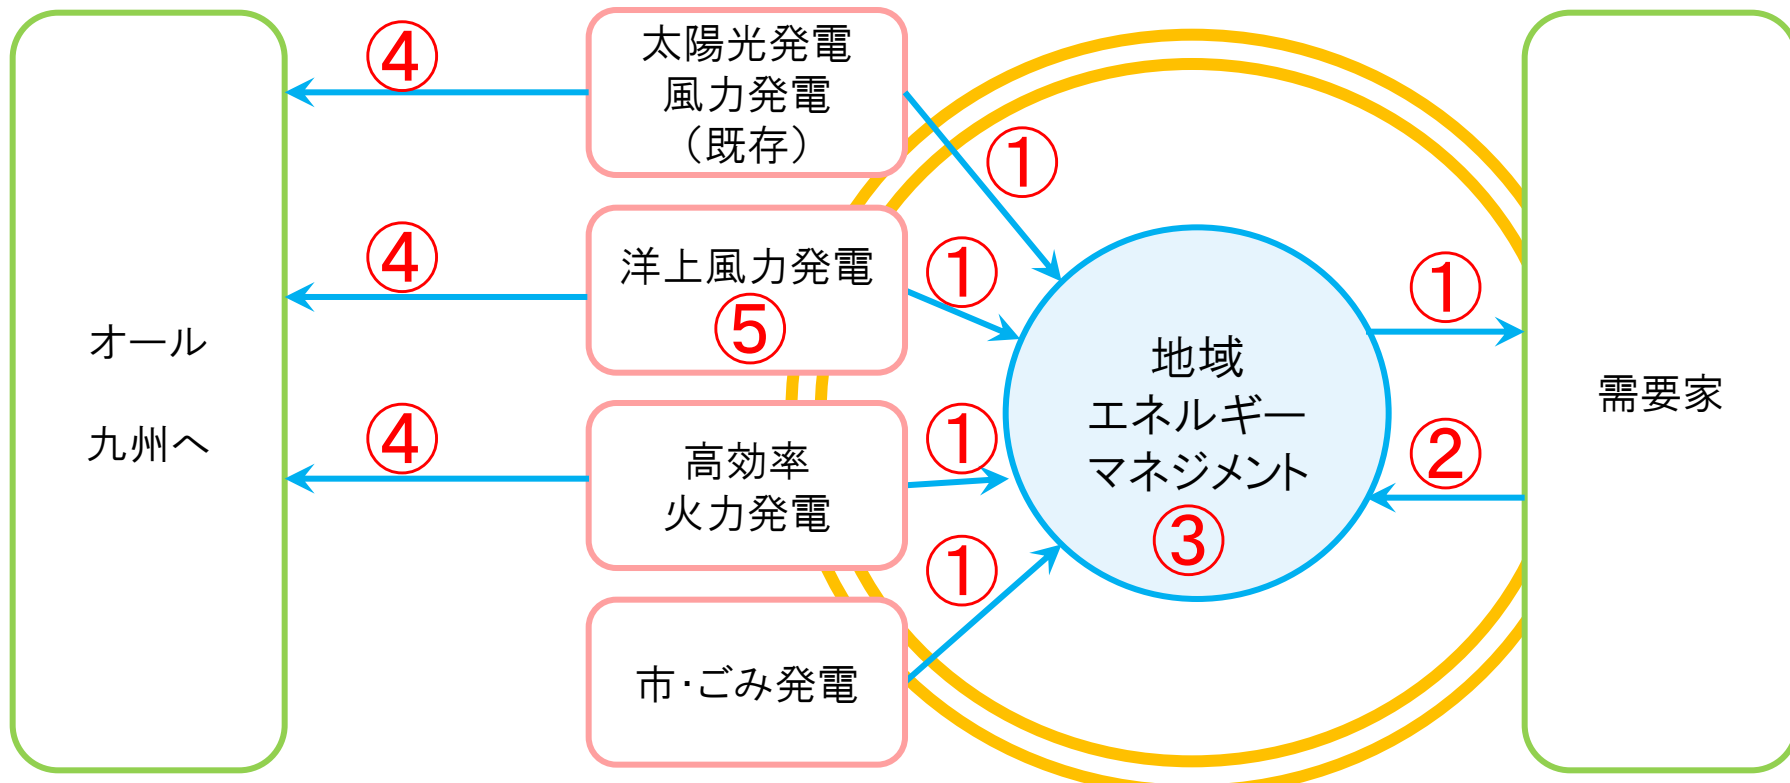 オール
九州へ
④
④
④
太陽光発電
風力発電
（既存）
洋上風力発電
⑤
高効率
火力発電
市・ごみ発電
①
①
①
①
地域
エネルギー
マネジメント
③
①
②
需要家